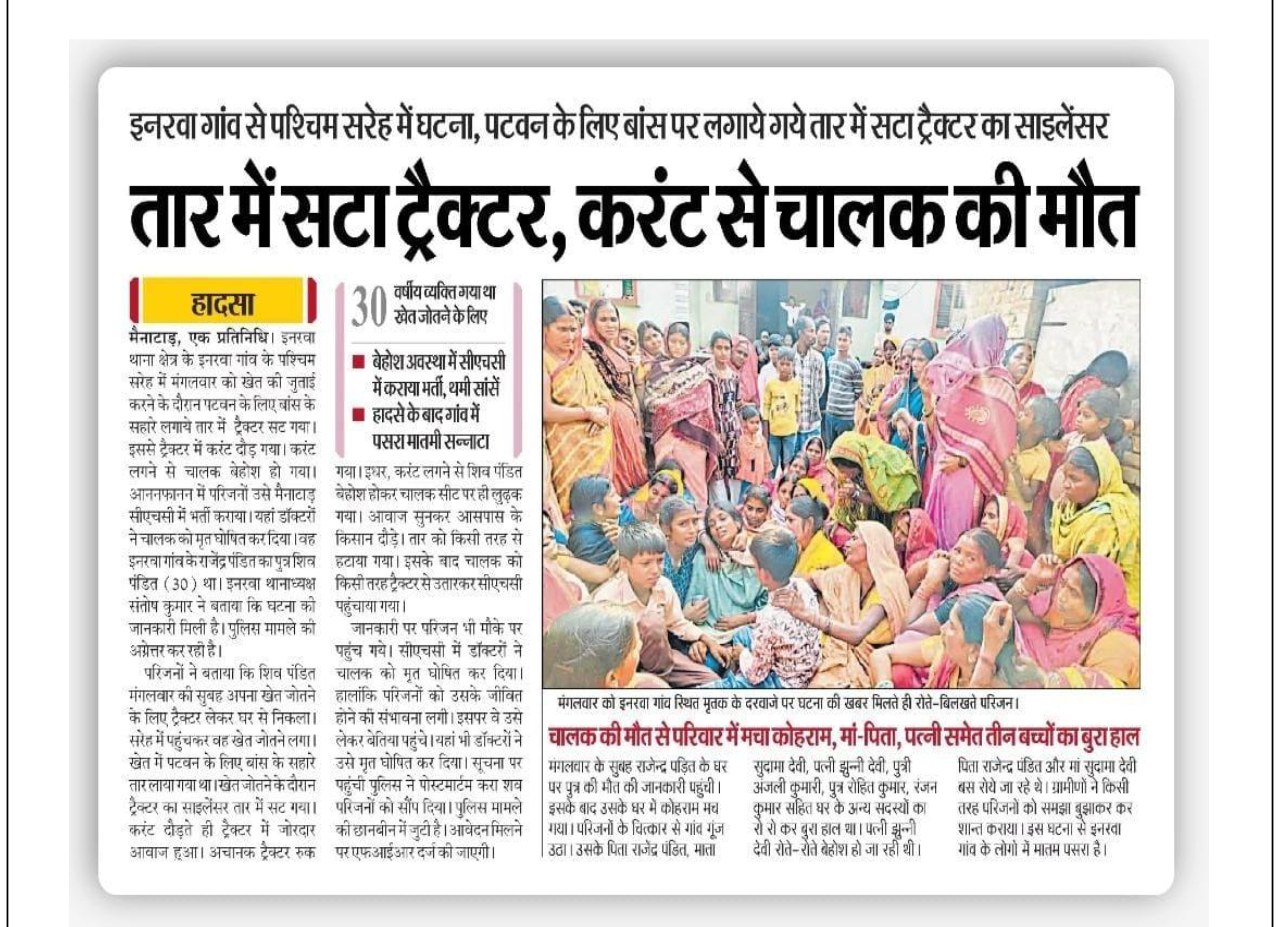 इनरवा गांव से पश्चिम सरेह में घटना, पटवन के लिए बांस पर लगाये गये तार में सटा ट्रैक्टर का साइलेंसर
तार में सटा ट्रैक्टर, करंट से चालक की मौत
हादसा
मैनाटाड़, एक प्रतिनिधि। इनरवा
थाना क्षेत्र के इनरवा गांव के पश्चिम
सरेह में मंगलवार को खेत की जुताई
करने के दौरान पटवन के लिए बांस के
सहारे लगाये तार में ट्रैक्टर सट गया।
इससे ट्रैक्टर में करंट दौड़ गया। करंट
लगने से चालक बेहोश हो गया।
आननफानन में परिजनों उसे मैनाटाड़
सीएचसी में भर्ती कराया। यहां डॉक्टरों
ने चालक को मृत घोषित कर दिया। वह
इनरवा गांव के राजेंद्र पंडित का पुत्र शिव
पंडित (30) था। इनरवा थानाध्यक्ष
संतोष कुमार ने बताया कि घटना की
जानकारी मिली है। पुलिस मामले की
अग्रेत्तर कर रही है।
परिजनों ने बताया कि शिव पंडित
मंगलवार की सुबह अपना खेत जोतने
के लिए ट्रैक्टर लेकर घर से निकला।
सरेह में पहुंचकर वह खेत जोतने लगा।
खेत में पटवन के लिए बांस के सहारे
तार लाया गया था। खेत जोतने के दौरान
ट्रैक्टर का साइलेंसर तार में सट गया।
करंट दौड़ते ही ट्रैक्टर में जोरदार
आवाज हुआ। अचानक ट्रैक्टर रुक
30 वर्षीय व्यक्ति गया था
खेत जोतने के लिए
बेहोश अवस्था में सीएचसी
में कराया भर्ती, थमी सांसें
हादसे के बाद गांव में
पसरा मातमी सन्नाटा
गया। इधर, करंट लगने से शिव पंडित
बेहोश होकर चालक सीट पर ही लुढ़क
गया। आवाज सुनकर आसपास के
किसान दौड़े। तार को किसी तरह से
हटाया गया। इसके बाद चालक को
किसी तरह ट्रैक्टर से उतारकर सीएचसी
पहुंचाया गया।
जानकारी पर परिजन भी मौके पर
पहुंच गये। सीएचसी में डॉक्टरों ने
चालक को मृत घोषित कर दिया।
हालांकि परिजनों को उसके जीवित
होने की संभावना लगी। इसपर वे उसे
लेकर बेतिया पहुंचे। यहां भी डॉक्टरों ने
उसे मृत घोषित कर दिया। सूचना पर
पहुंची पुलिस ने पोस्टमार्टम करा शव
परिजनों को सौंप दिया। पुलिस मामले
की छानबीन में जुटी है। आवेदन मिलने
पर एफआईआर दर्ज की जाएगी।
मंगलवार को इनरवा गांव स्थित मृतक के दरवाजे पर घटना की खबर मिलते ही रोते-बिलखते परिजन।
चालक की मौत से परिवार में मचा कोहराम, मां-पिता, पत्नी समेत तीन बच्चों का बुरा हाल
मंगलवार के सुबह राजेन्द्र पड़ित के घर
पर पुत्र की मौत की जानकारी पहुंची।
इसके बाद उसके घर मे कोहराम मच
गया। परिजनों के चित्कार से गांव गूंज
उठा। उसके पिता राजेंद्र पंडित, माता
सुदामा देवी, पत्नी झुन्नी देवी, पुत्री
अंजली कुमारी, पुत्र रोहित कुमार, रंजन
कुमार सहित घर के अन्य सदस्यों का
रो रो कर बुरा हाल था। पत्नी झुन्नी
देवी रोते-रोते बेहोश हो जा रही थी।
पिता राजेंद्र पंडित और मां सुदामा देवी
बस रोये जा रहे थे। ग्रामीणो ने किसी
तरह परिजनों को समझा बुझाकर कर
शान्त कराया। इस घटना से इनरवा
गांव के लोगो में मातम पसरा है।